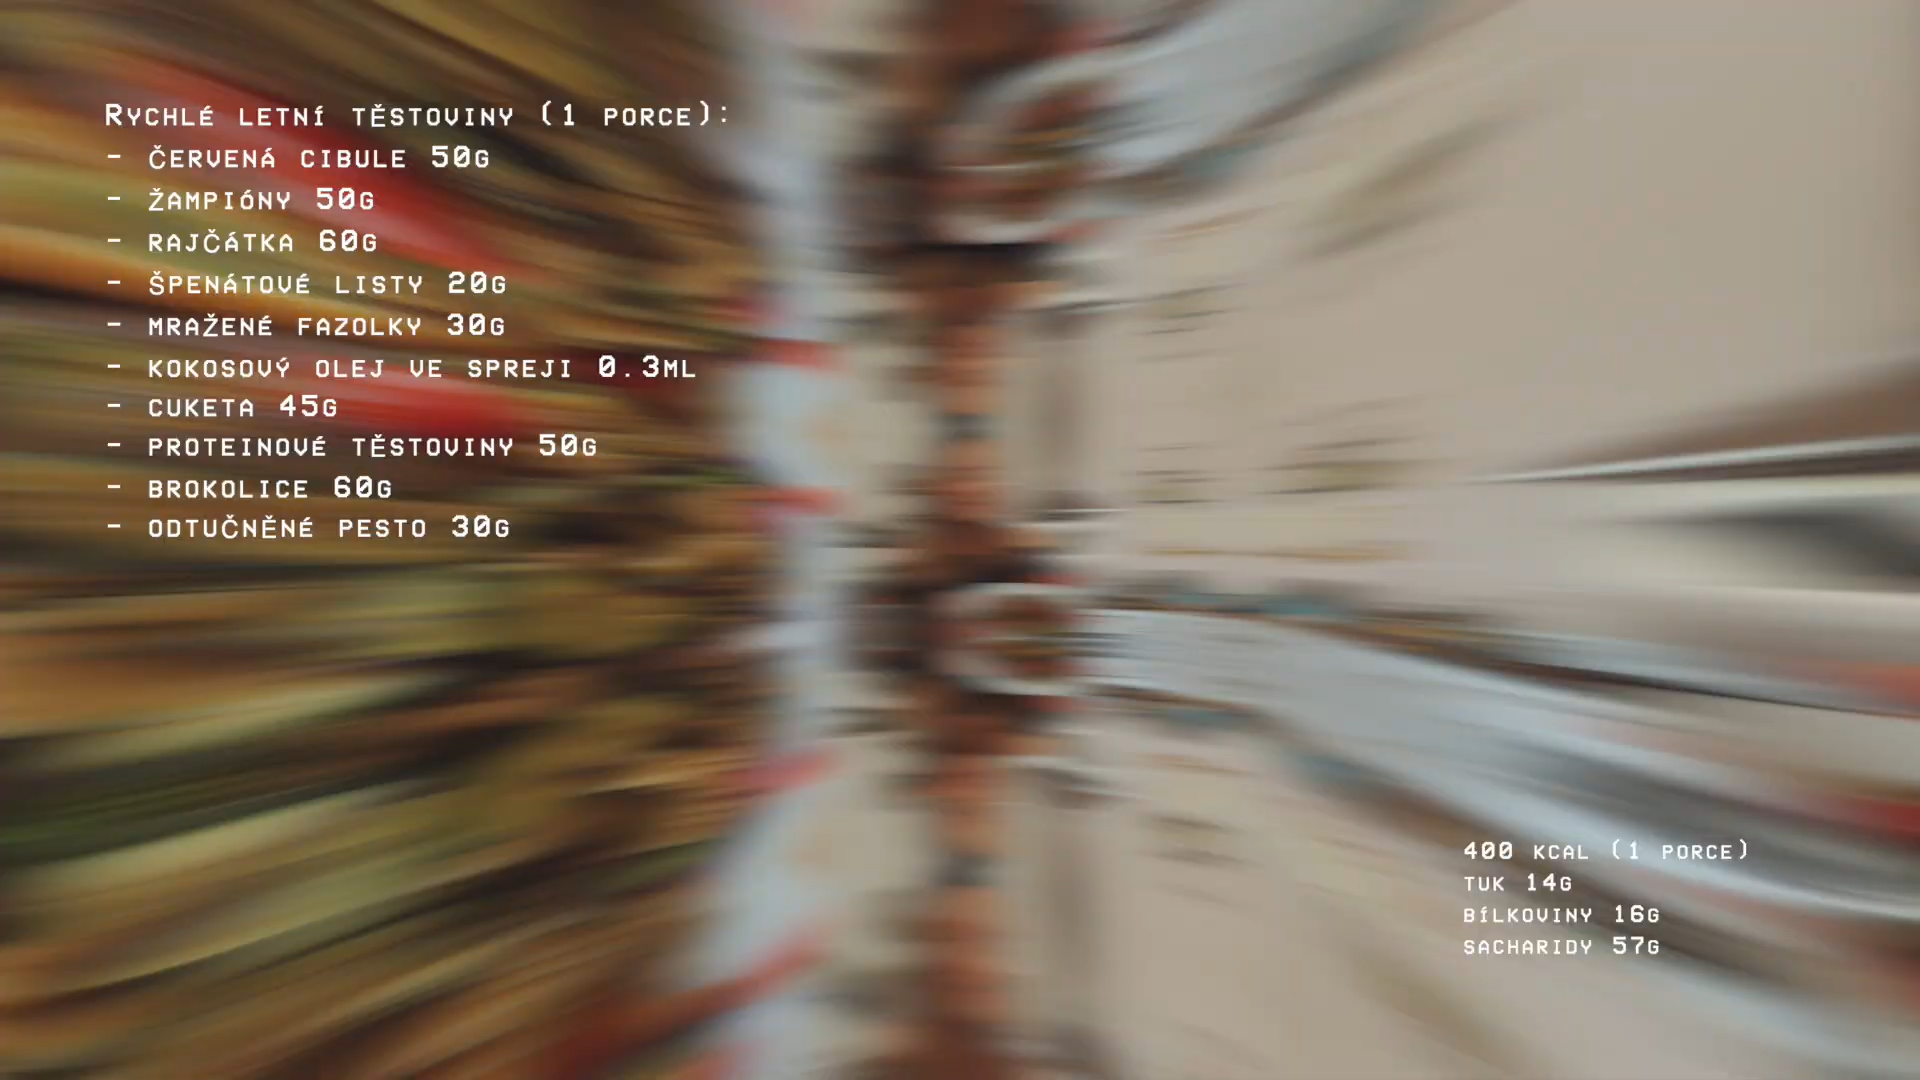 Rychlé letní těstoviny (1 porce):
- červená cibule 50g
- žampióny 50g
- rajčátka 60g
- špenátové listy 20g
- mražené fazolky 30g
- kokosový olej ve spreji 0.3ml
- cuketa 45g
- proteinové těstoviny 50g
- brokolice 60g
- odtučněné pesto 30g
400 kcal (1 porce)
tuk 14g
bílkoviny 16g
sacharidy 57g